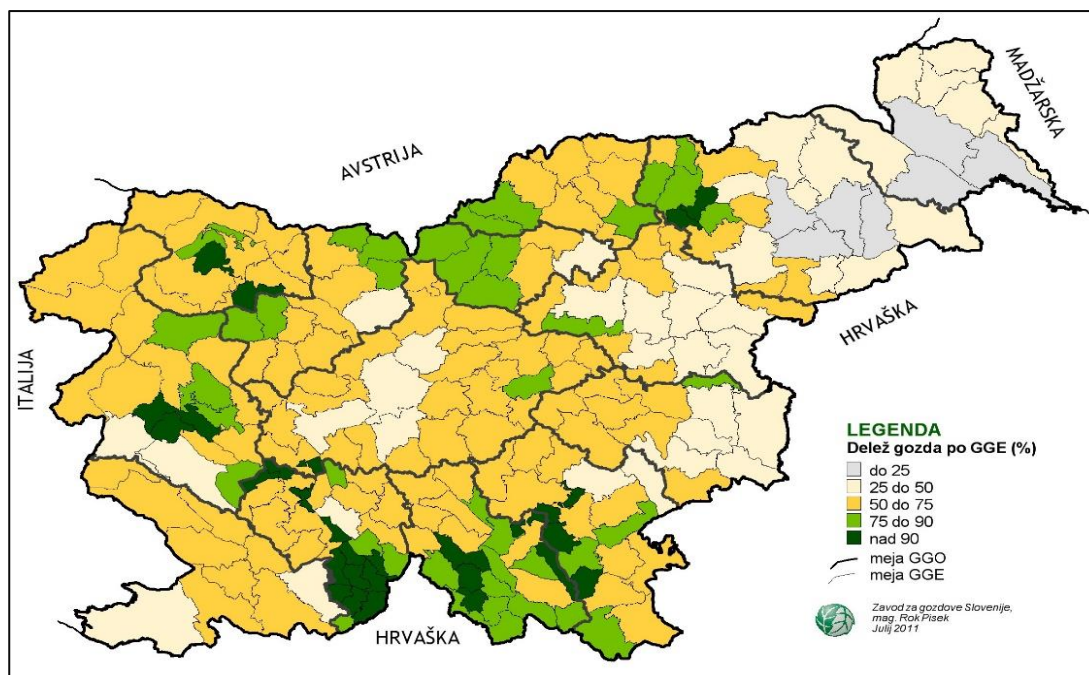 MADŽARSKA
AVSTRIJA
HRVAŠKA
ITALIJA
LEGENDA
Delež gozda po GGE (%)
do 25
25 do 50
50 do 75
75 do 90
nad 90
meja GGO
meja GGE
Zavod za gozdove Slovenije,
mag. Rok Pisek
Julij 2011
HRVAŠKA